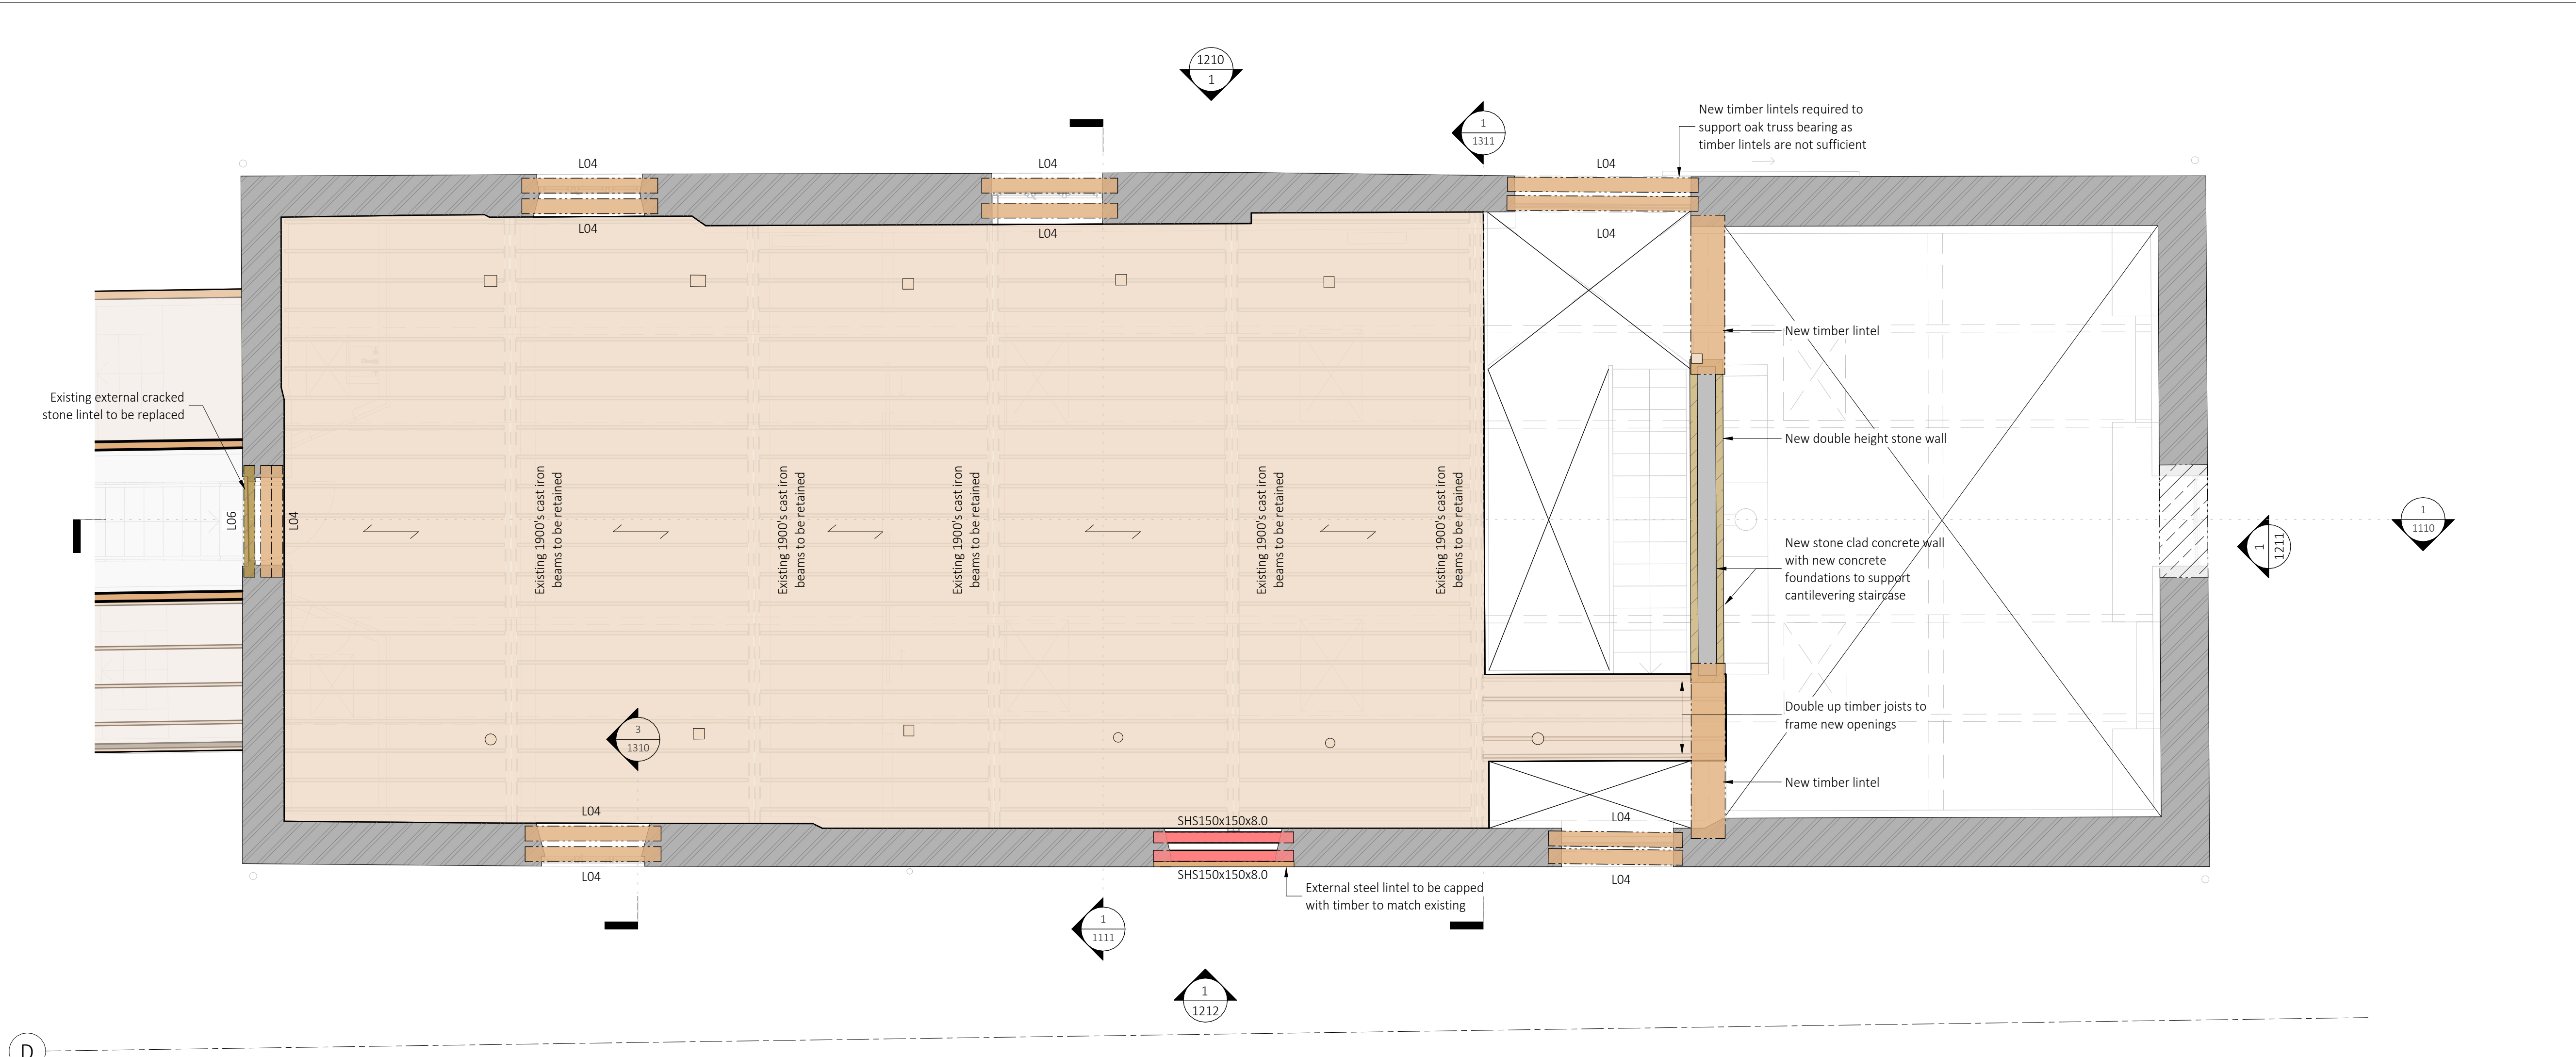 1210
1
1
1311
New timber lintels required to
support oak truss bearing as
timber lintels are not sufficient
L04
L04
L04
L04
L04
L04
New timber lintel
Existing external cracked
stone lintel to be replaced
New double height stone wall
L06
L04
Existing 1900's cast iron
beams to be retained
Existing 1900's cast iron
beams to be retained
Existing 1900's cast iron
beams to be retained
Existing 1900's cast iron
beams to be retained
Existing 1900's cast iron
beams to be retained
1
1110
1
1211
New stone clad concrete wall
with new concrete
foundations to support
cantilevering staircase
Double up timber joists to
frame new openings
3
1310
New timber lintel
L04
SHS150x150x8.0
L04
L04
SHS150x150x8.0
L04
External steel lintel to be capped
with timber to match existing
1
1111
1
1212
D